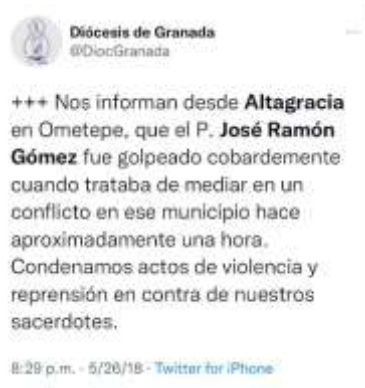 Diócesis de Granada
@DiocGranada
+++ Nos informan desde Altagracia
en Ometepe, que el P. José Ramón
Gómez fue golpeado cobardemente
cuando trataba de mediar en un
conflicto en ese municipio hace
aproximadamente una hora.
Condenamos actos de violencia y
reprensión en contra de nuestros
sacerdotes.
8:29 p.m. · 5/26/18 · Twitter for iPhone